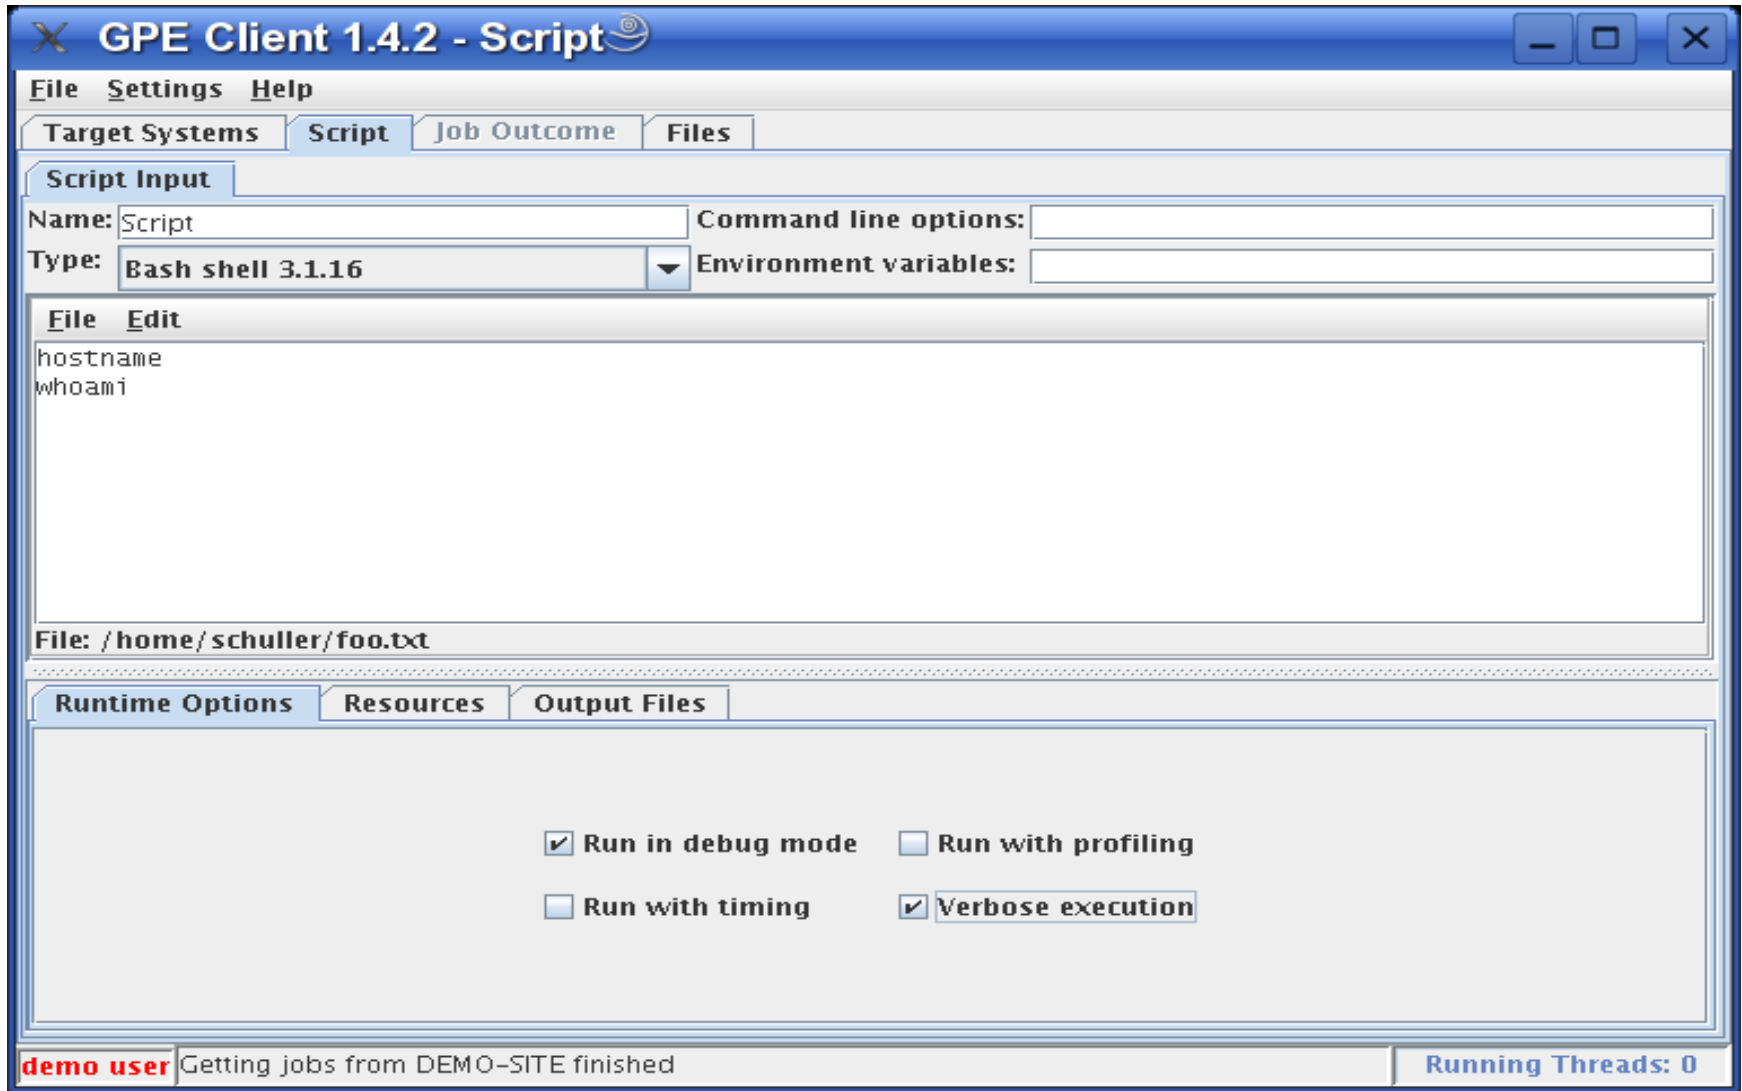 GPE Client 1.4.2 - Script
File Settings Help
Target Systems Script Job Outcome Files
Script Input
Name: Script Command line options:
Type: Bash shell 3.1.16 Environment variables:
File Edit
hostname
whoami
File: /home/schuller/foo.txt
Runtime Options Resources Output Files
Run in debug mode Run with profiling
Run with timing Verbose execution
demo user Getting jobs from DEMO-SITE finished Running Threads: 0